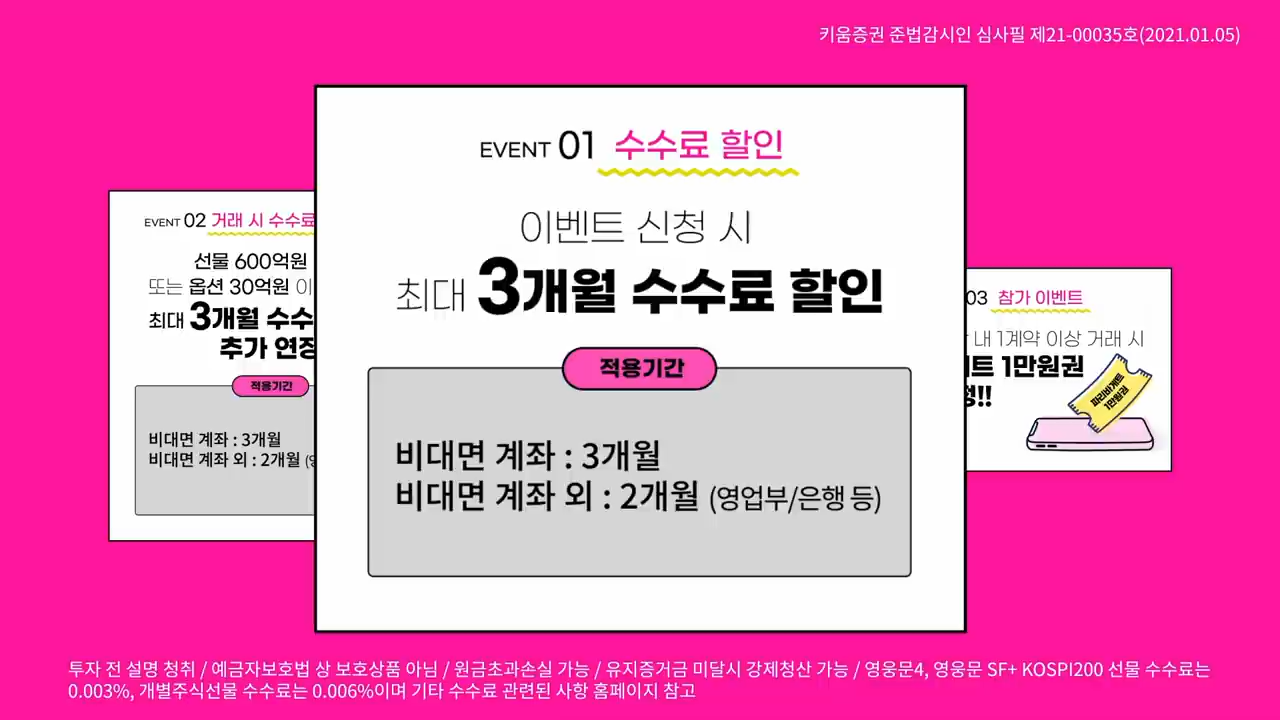 키움증권 준법감시인 심사필 제21-00035호(2021.01.05)
EVENT 01 수수료 할인
이벤트 신청 시
최대 3개월 수수료 할인
적용기간
비대면 계좌 : 3개월
비대면 계좌 외 : 2개월 (영업부/은행 등)
EVENT 02 거래 시 수수료
선물 600억원
또는 옵션 30억원
최대 3개월 수수
추가 연장
적용기간
비대면 계좌 : 3개월
비대면 계좌 외 : 2개월
03 참가 이벤트
내 1계약 이상 거래 시
1만원권
파리바게뜨
1만원권
투자 전 설명 청취 / 예금자보호법 상 보호상품 아님 / 원금초과손실 가능 / 유지증거금 미달시 강제청산 가능 / 영웅문4, 영웅문 SF+ KOSPI200 선물 수수료는
0.003%, 개별주식선물 수수료는 0.006%이며 기타 수수료 관련된 사항 홈페이지 참고